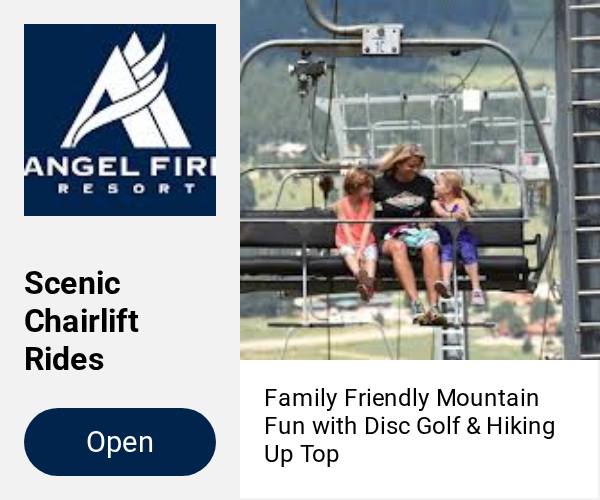 ANGEL FIRE
RESORT
Scenic
Chairlift
Rides
Open
Family Friendly Mountain
Fun with Disc Golf & Hiking
Up Top